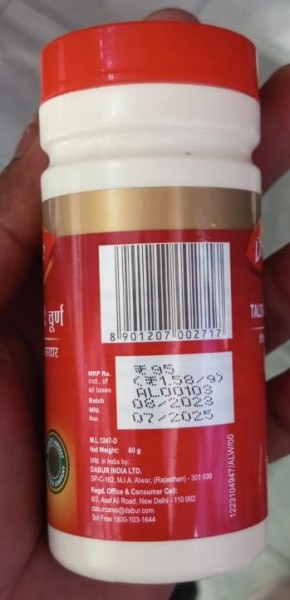 चूर्ण
8 901207 002717
MRP Rs.
incl. of
all taxes
₹95
(₹1.58/g)
Batch
AL00103
Mfd.
08/2023
Exp.
07/2025
M.L.1247-D
Net Weight: 60 g
Mfd. in India by:
DABUR INDIA LTD.
SP-C-162, M.I.A. Alwar, (Rajasthan) - 301 030
Regd. Office & Consumer Cell:
8/3, Asaf Ali Road, New Delhi - 110 002
daburcares@dabur.com
Toll Free 1800-103-1644
1223104947/ALW/00